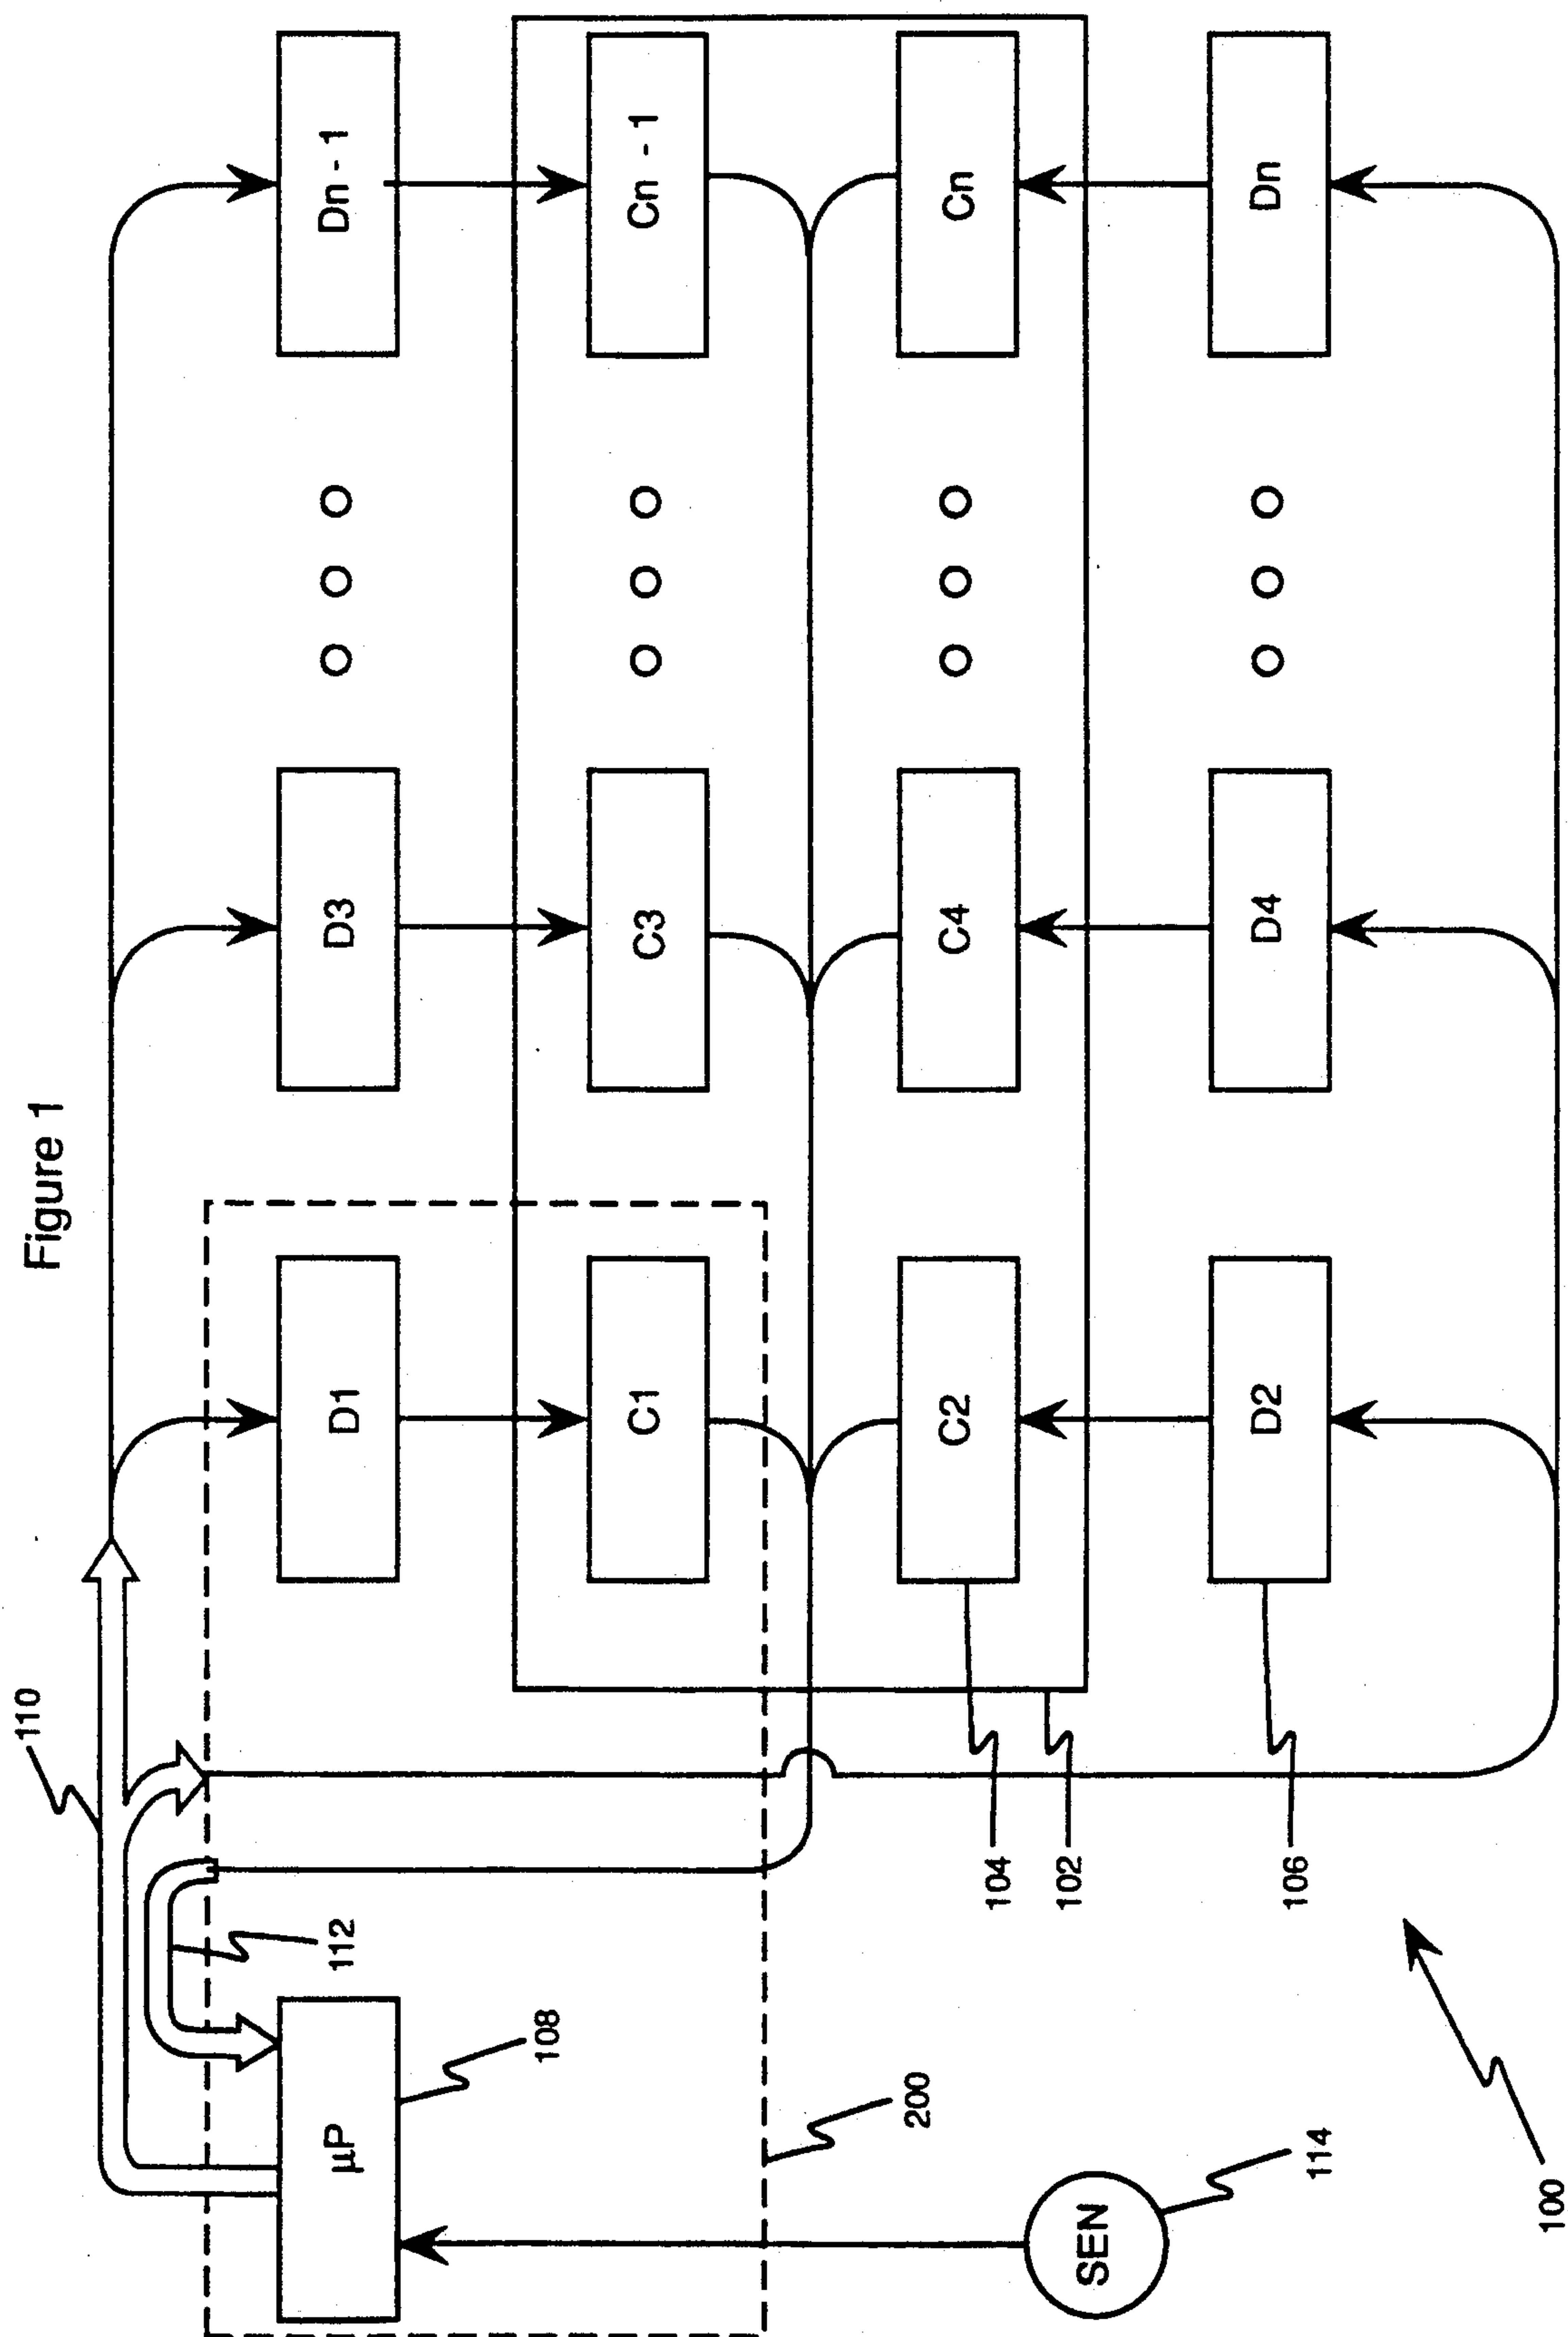 Figure 1
110
112
µP
108
200
SEN
114
100
D1
D3
Dn - 1
C1
C3
Cn - 1
C2
C4
Cn
D2
D4
Dn
104
102
106